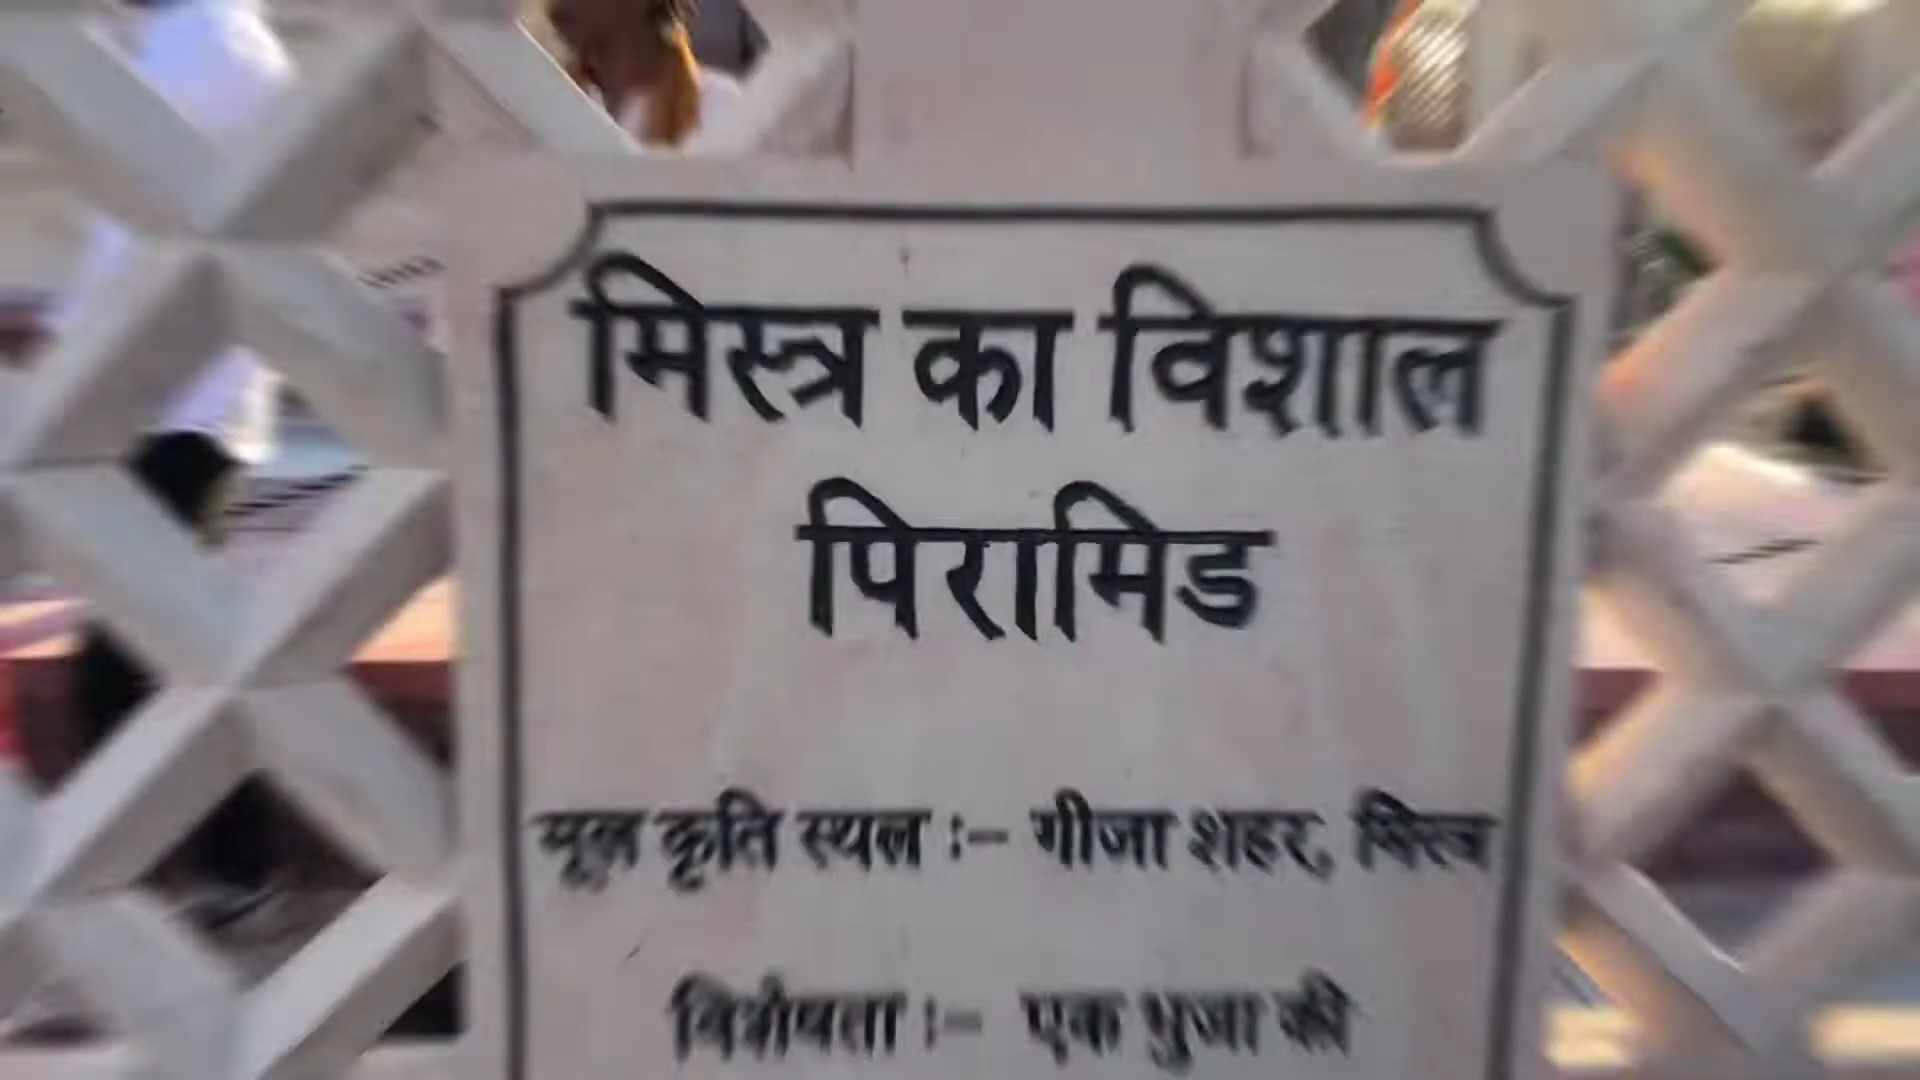 मिस्त्र का विशाल
पिरामिड
मूल कृति स्थल :– गीजा शहर, मिस्त्र
विशेषता :– एक भुजा की